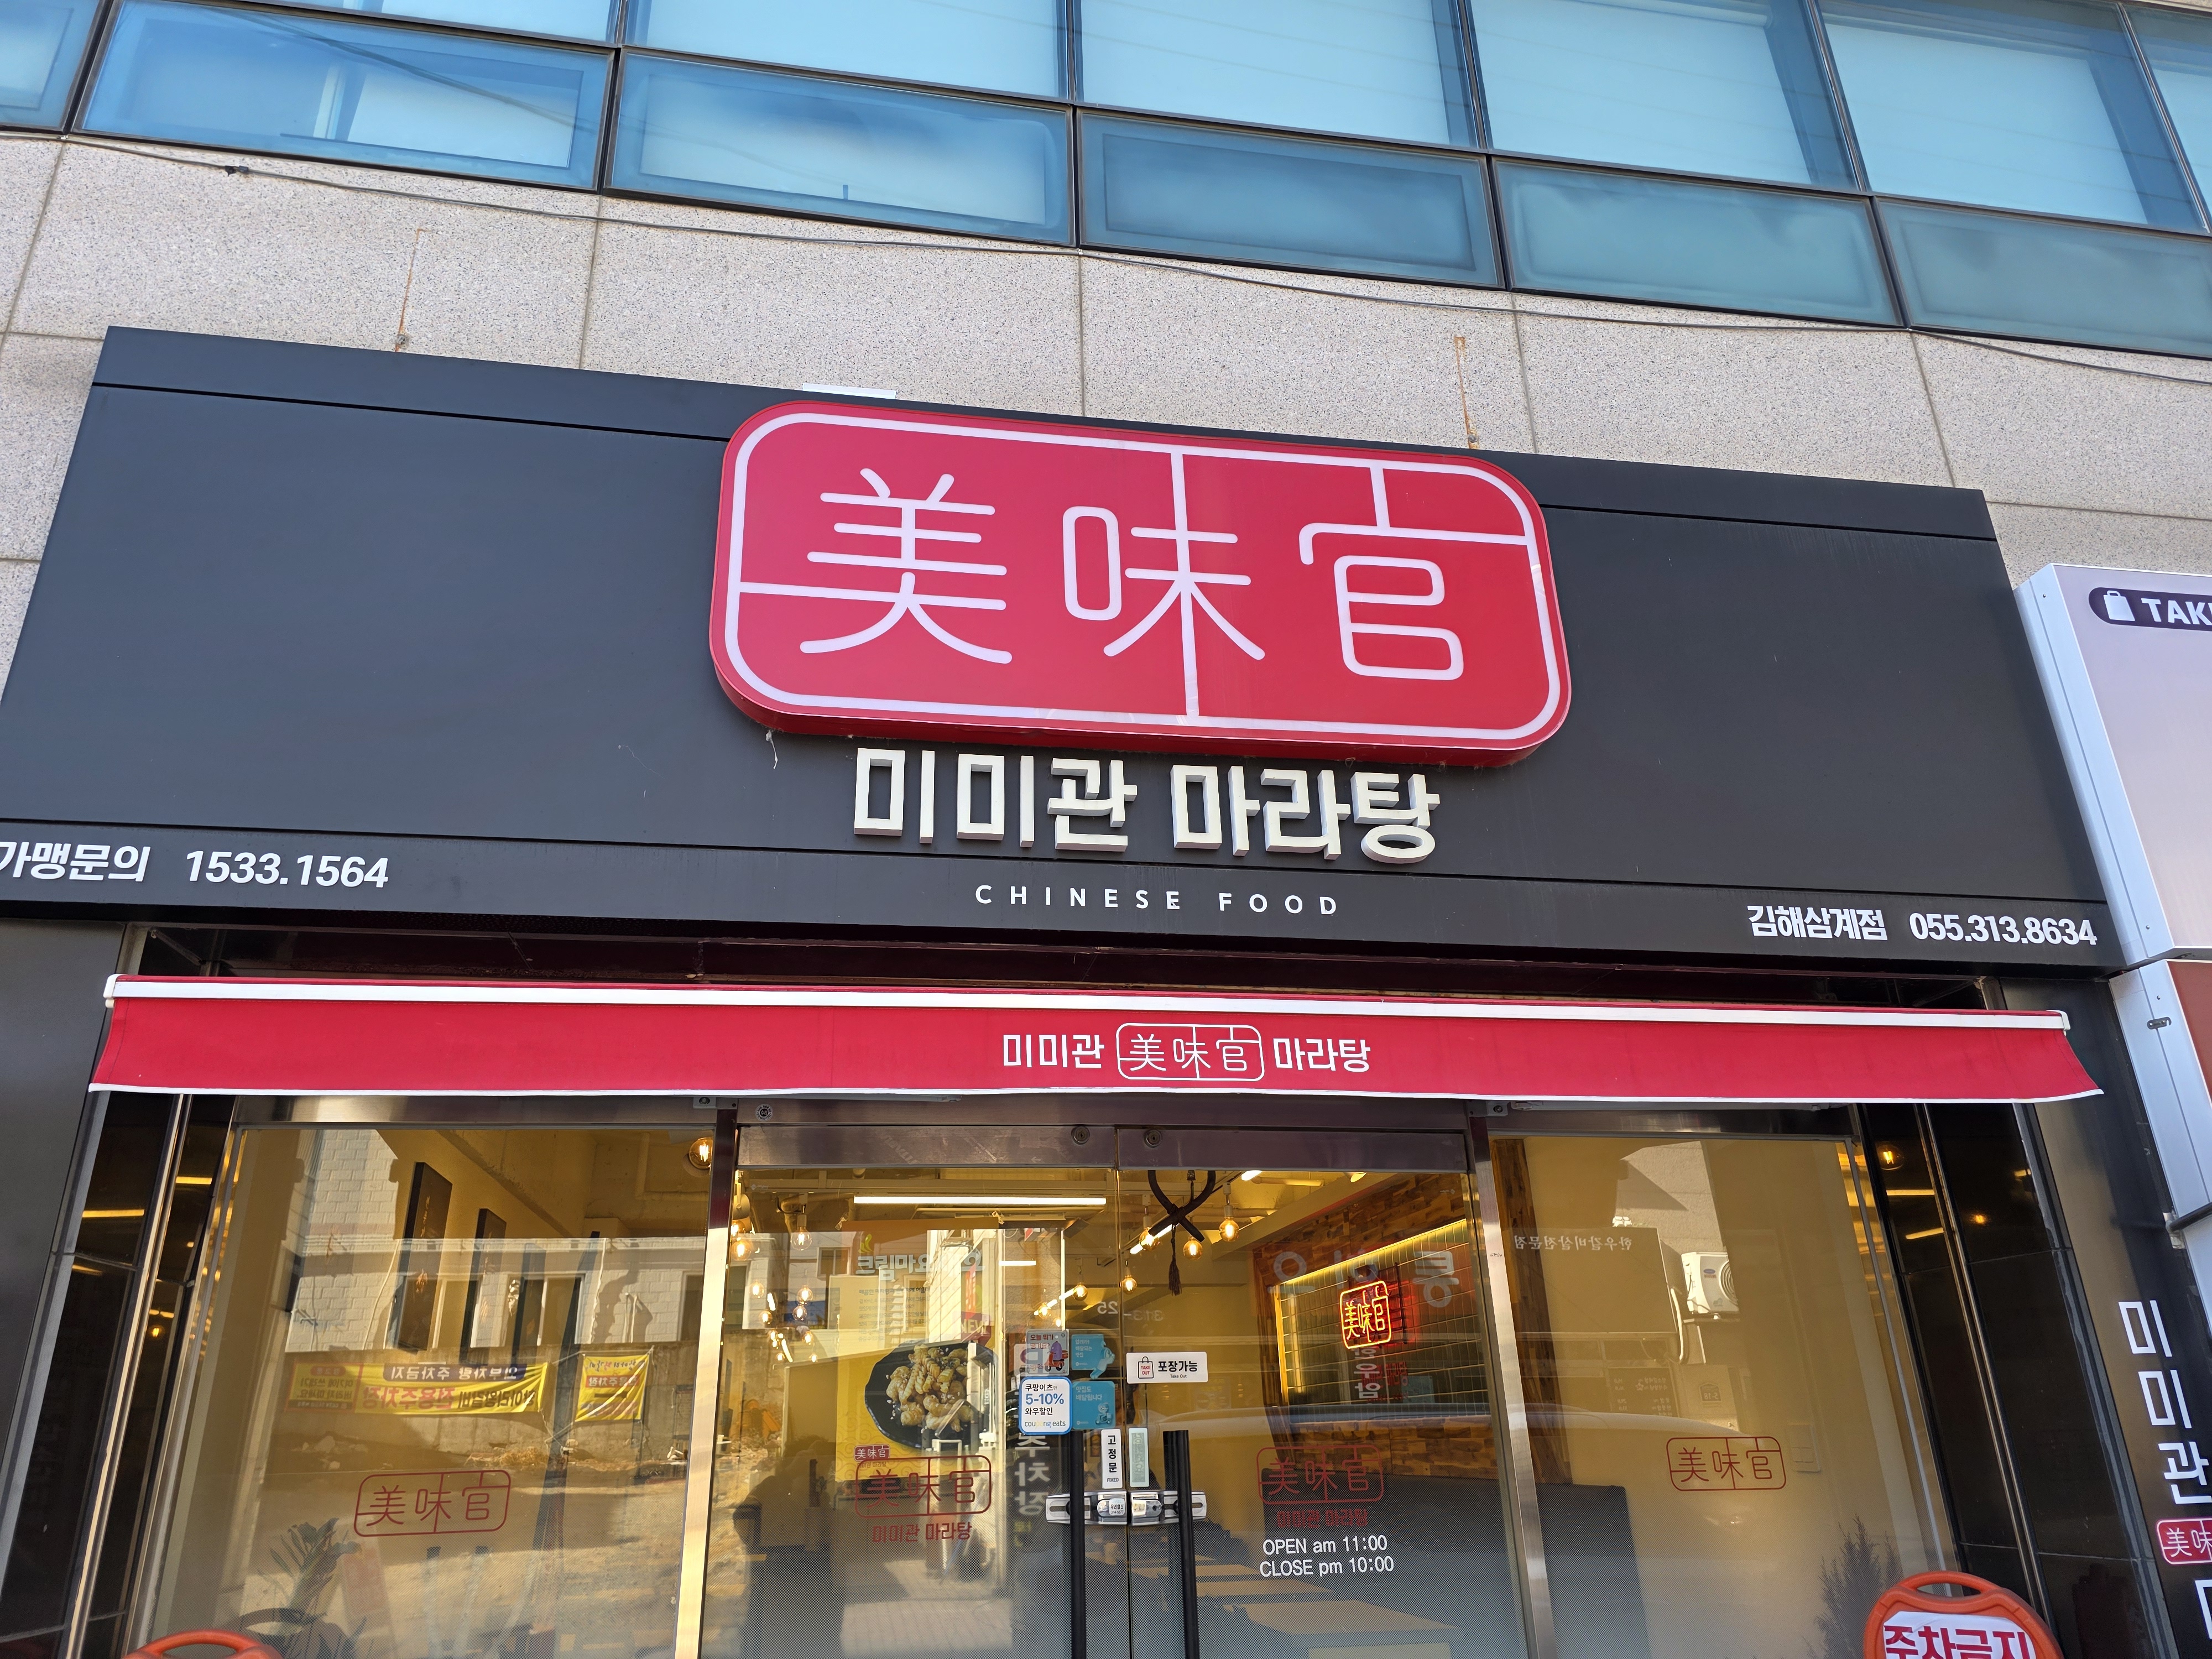 美味官
미미관 마라탕
가맹문의 1533.1564
CHINESE FOOD
김해삼계점 055.313.8634
TAK
미미관 美味官 마라탕
美味官
포장가능
Take Out
쿠팡이츠
5-10%
와우할인
coupang eats
고정문
FIXED
美味官
美味官
미미관 마라탕
美味官
미미관 마라탕
OPEN am 11:00
CLOSE pm 10:00
美味官
미미관
美味
주차금지